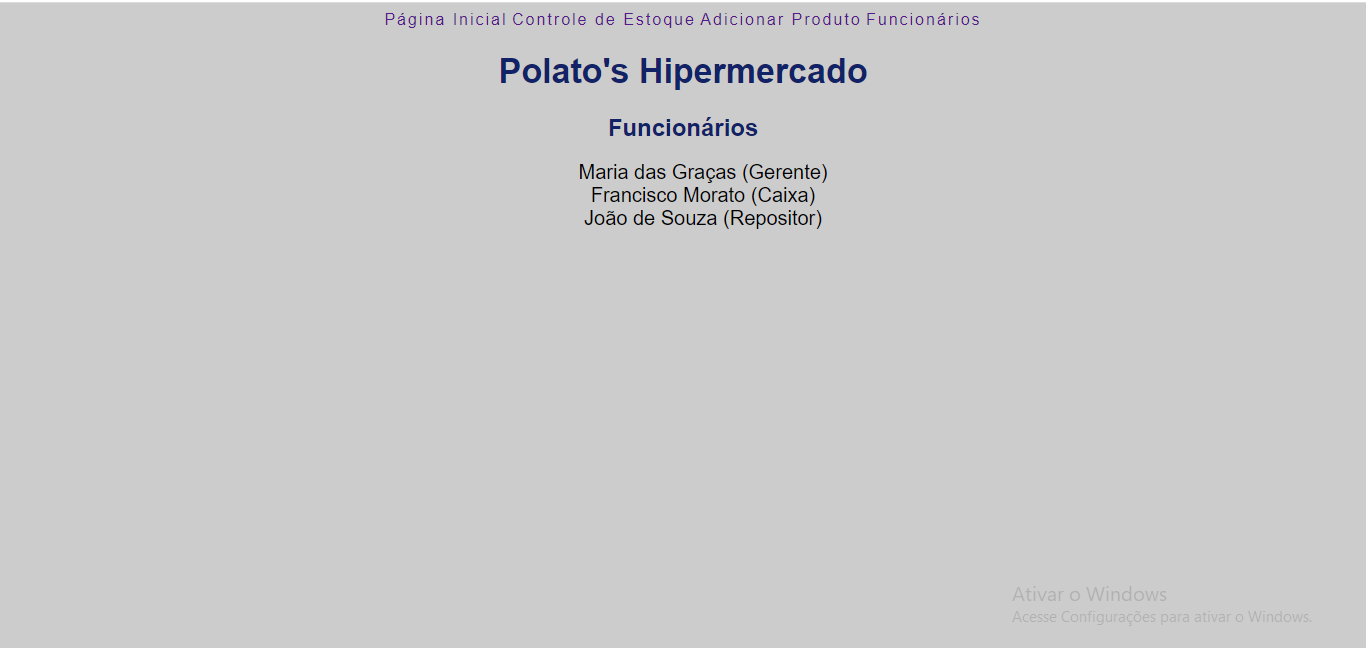 Página Inicial Controle de Estoque Adicionar Produto Funcionários
Polato's Hipermercado
Funcionários
Maria das Graças (Gerente)
Francisco Morato (Caixa)
João de Souza (Repositor)
Ativar o Windows
Acesse Configurações para ativar o Windows.